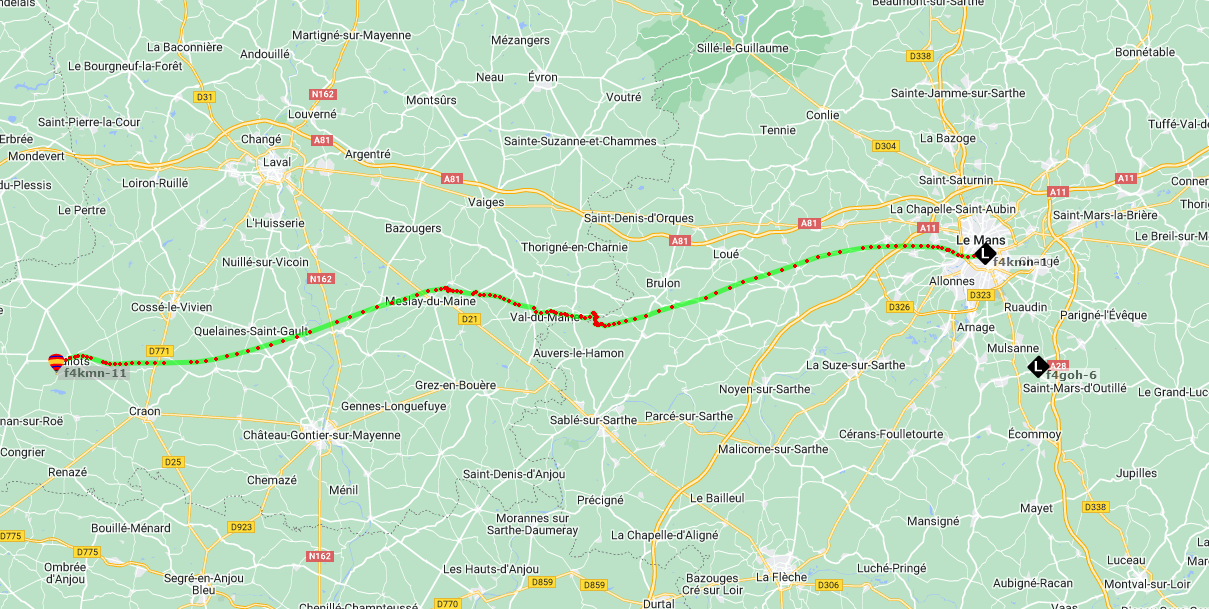 ndelais
Beaumont-sur-Sarthe
Martigné-sur-Mayenne
La Baconnière
Mézangers
Sillé-le-Guillaume
Andouillé
D338
Bonnétable
Le Bourgneuf-la-Forêt
Neau
Évron
N162
D31
Montsûrs
Voutré
Sainte-Jamme-sur-Sarthe
Louverné
Conlie
Saint-Pierre-la-Cour
Tennie
Tuffé-Val-de
Erbrée
Changé
A81
Sainte-Suzanne-et-Chammes
La Bazoge
D304
Mondevert
Argentré
Laval
A81
Saint-Saturnin
A11
A11
Conner
du-Plessis
Loiron-Ruillé
Le Pertre
Vaiges
La Chapelle-Saint-Aubin
Thori
L'Huisserie
Saint-Denis-d'Orques
A81
A11
Saint-Mars-la-Brière
Bazougers
A81
Le Mans
Le Breil-sur-M
Thorigné-en-Charnie
Loué
f4kmn-1
gé
Nuillé-sur-Vicoin
N162
Brulon
Allonnes
D323
Cossé-le-Vivien
Meslay-du-Maine
D326
Ruaudin
D21
Val-du-Maine
Parigné-l'Évêque
Quelaines-Saint-Gault
Arnage
D771
Auvers-le-Hamon
Mulsanne
f4kmn-11
La Suze-sur-Sarthe
A28
f4goh-6
Grez-en-Bouère
Noyen-sur-Sarthe
Saint-Mars-d'Outillé
Le Grand-Luc
Craon
Gennes-Longuefuye
nan-sur-Roë
Sablé-sur-Sarthe
Parcé-sur-Sarthe
Château-Gontier-sur-Mayenne
Cérans-Foulletourte
Écommoy
Congrier
Malicorne-sur-Sarthe
D25
Renazé
Chemazé
Saint-Denis-d'Anjou
Jupilles
Ménil
Précigné
Le Bailleul
D338
Mayet
Bouillé-Ménard
D923
Morannes sur
Sarthe-Daumeray
Mansigné
D775
La Chapelle-d'Aligné
D775
N162
Luceau
Ombrée
d'Anjou
Les Hauts-d'Anjou
Luché-Pringé
Segré-en-Anjou
Bleu
D859
D859
Bazouges
Cré sur Loir
La Flèche
D306
Aubigné-Racan
Montval-sur-Loir
Chenillé-Champteussé
D770
Durtal
Vaas